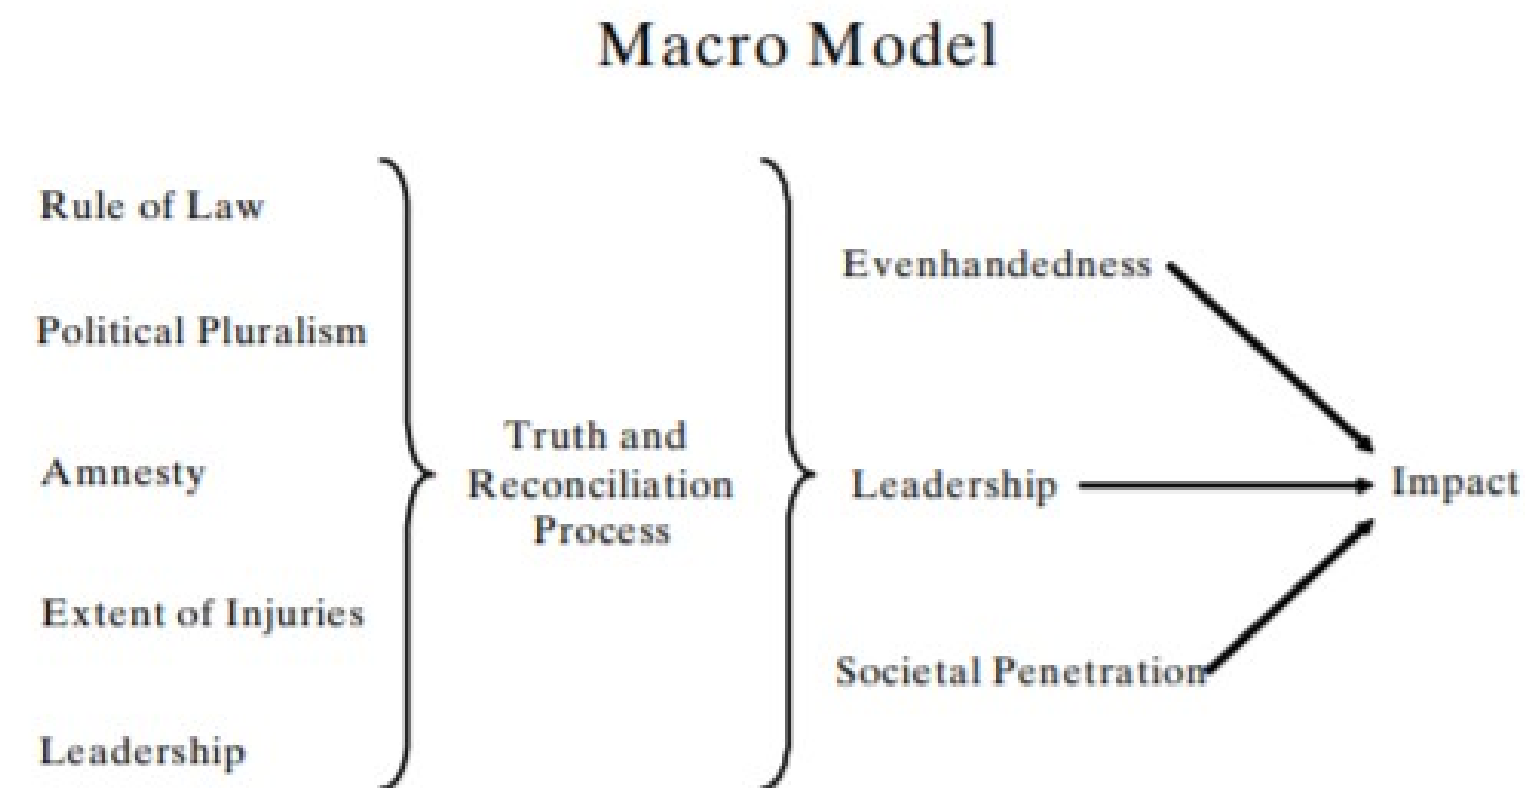 Macro Model
Rule of Law
Political Pluralism
Amnesty
Extent of Injuries
Leadership
Truth and
Reconciliation
Process
Evenhandedness
Leadership
Societal Penetration
Impact